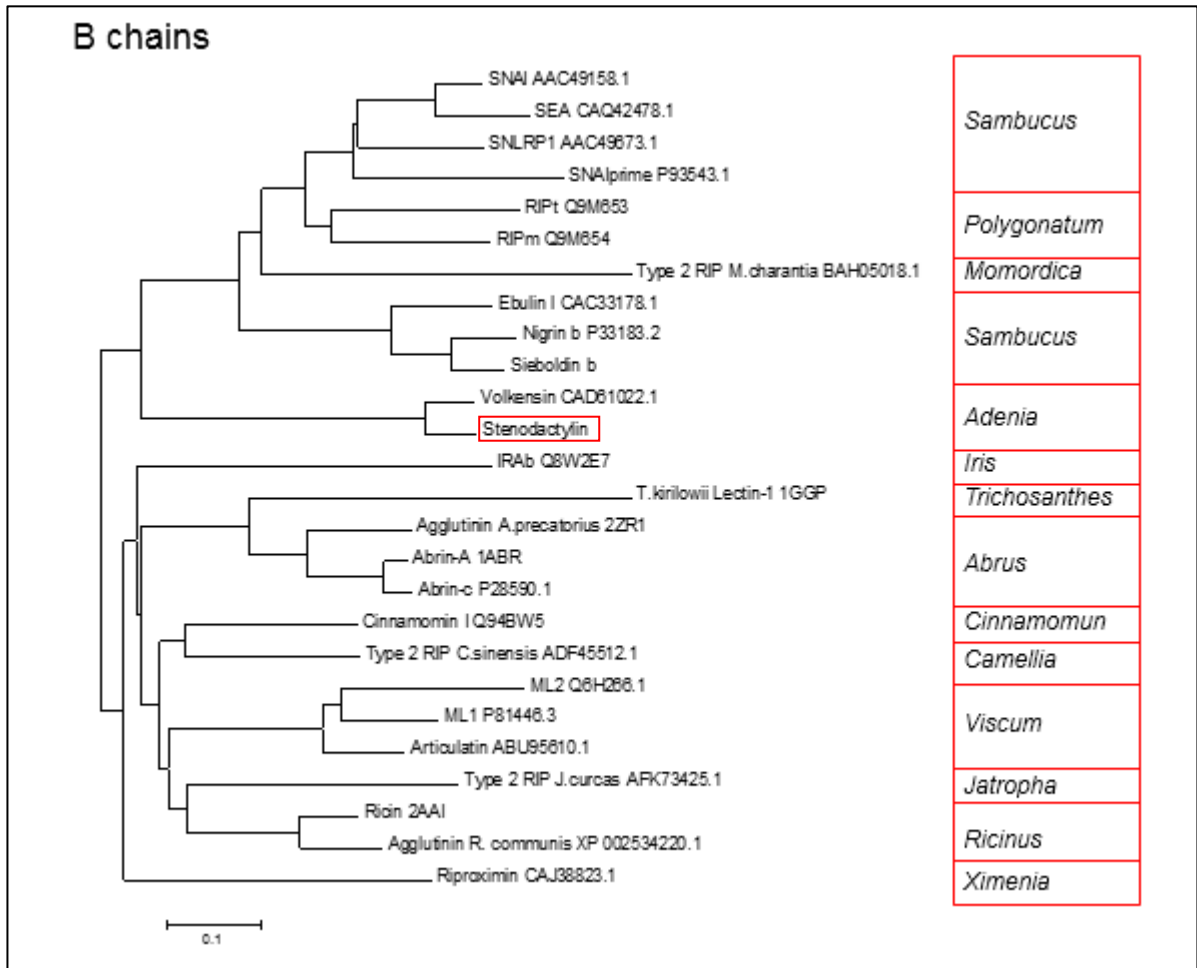 B chains
SNAI AAC49158.1
SEA CAQ42478.1
SNLRP1 AAC49673.1
SNAIprime P93543.1
Sambucus
RIPt Q9M653
RIPm Q9M654
Polygonatum
Type 2 RIP M.charantia BAH05018.1
Momordica
Ebulin l CAC33178.1
Nigrin b P33183.2
Sieboldin b
Sambucus
Volkensin CAD61022.1
Stenodactylin
Adenia
IRAb Q8W2E7
Iris
T.kirilowii Lectin-1 1GGP
Trichosanthes
Agglutinin A.precatorius 2ZR1
Abrin-A 1ABR
Abrin-c P28590.1
Abrus
Cinnamomin I Q94BW5
Cinnamomun
Type 2 RIP C.sinensis ADF45512.1
Camellia
ML2 Q6H266.1
ML1 P81446.3
Articulatin ABU95610.1
Viscum
Type 2 RIP J.curcas AFK73425.1
Jatropha
Ricin 2AAI
Agglutinin R. communis XP 002534220.1
Ricinus
Riproximin CAJ38823.1
Ximenia
0.1